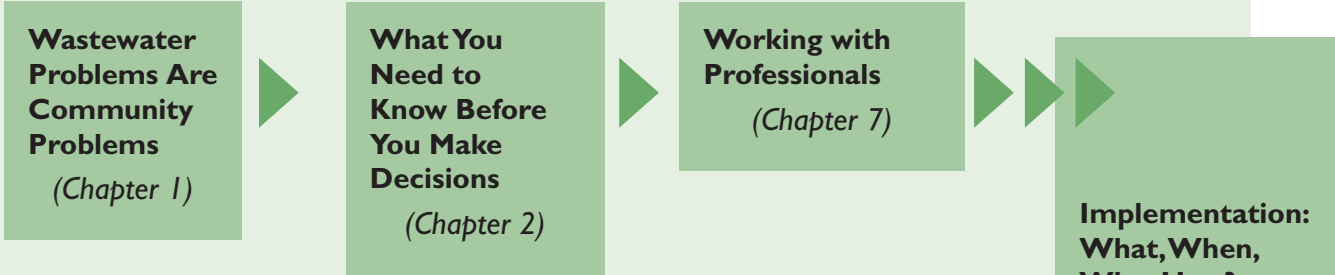 Wastewater
Problems Are
Community
Problems
(Chapter 1)
What You
Need to
Know Before
You Make
Decisions
(Chapter 2)
Working with
Professionals
(Chapter 7)
Implementation:
What, When,